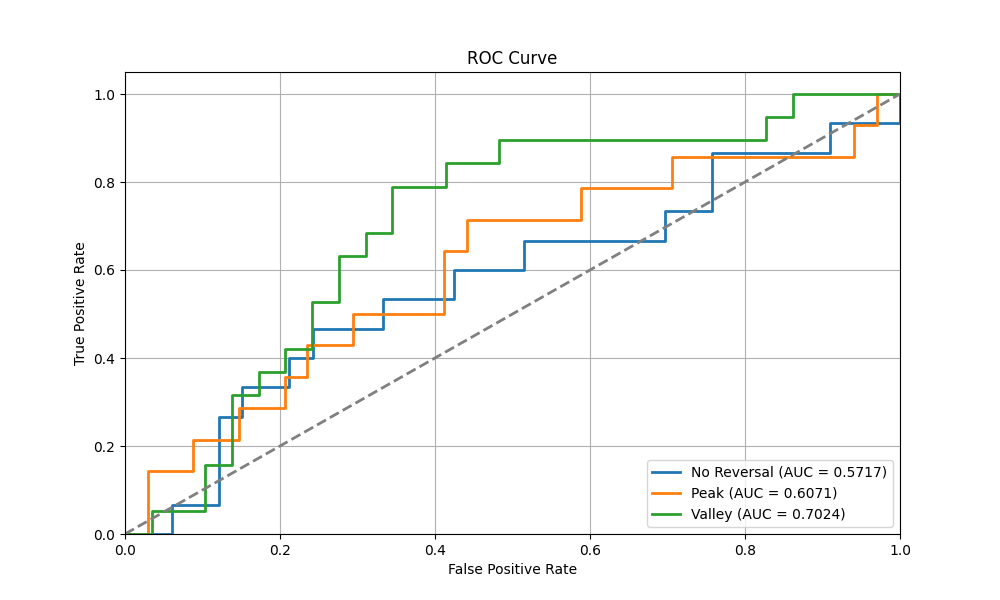 ROC Curve
True Positive Rate
1.0
0.8
0.6
0.4
0.2
0.0
0.0 0.2 0.4 0.6 0.8 1.0
False Positive Rate
No Reversal (AUC = 0.5717)
Peak (AUC = 0.6071)
Valley (AUC = 0.7024)